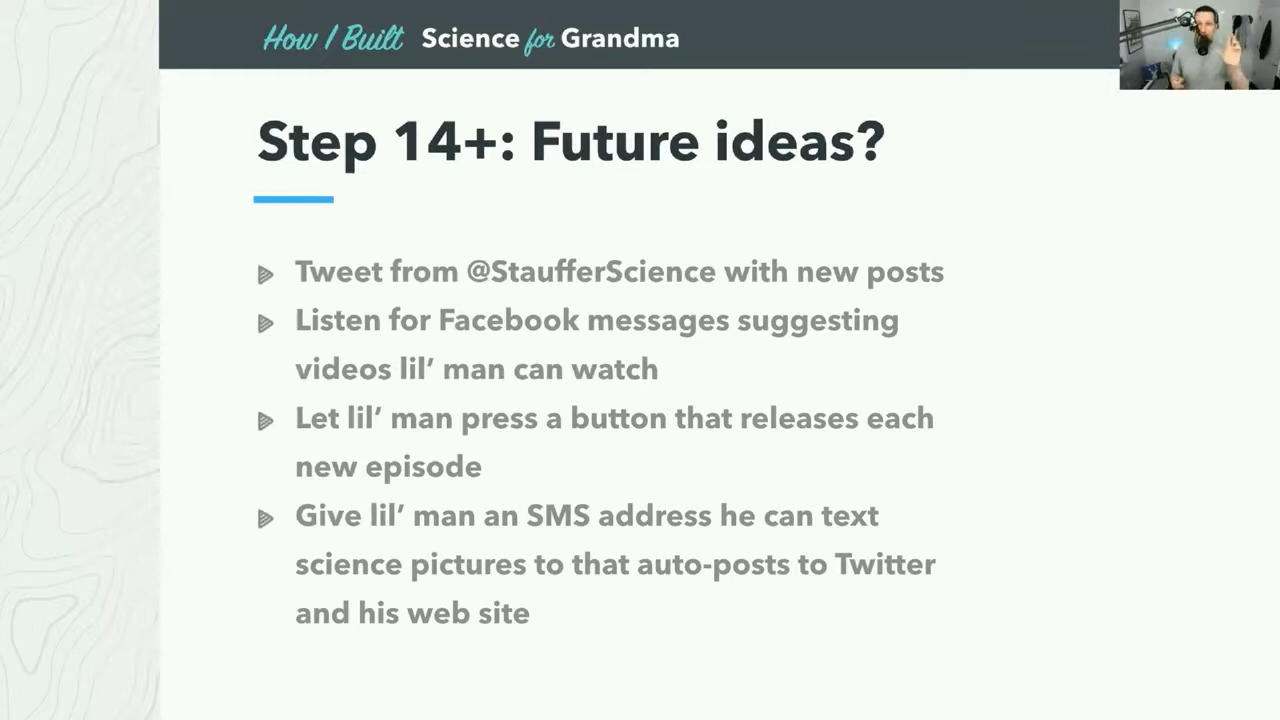 How I Built Science for Grandma
Step 14+: Future ideas?
Tweet from @StaufferScience with new posts
Listen for Facebook messages suggesting
videos lil’ man can watch
Let lil’ man press a button that releases each
new episode
Give lil’ man an SMS address he can text
science pictures to that auto-posts to Twitter
and his web site